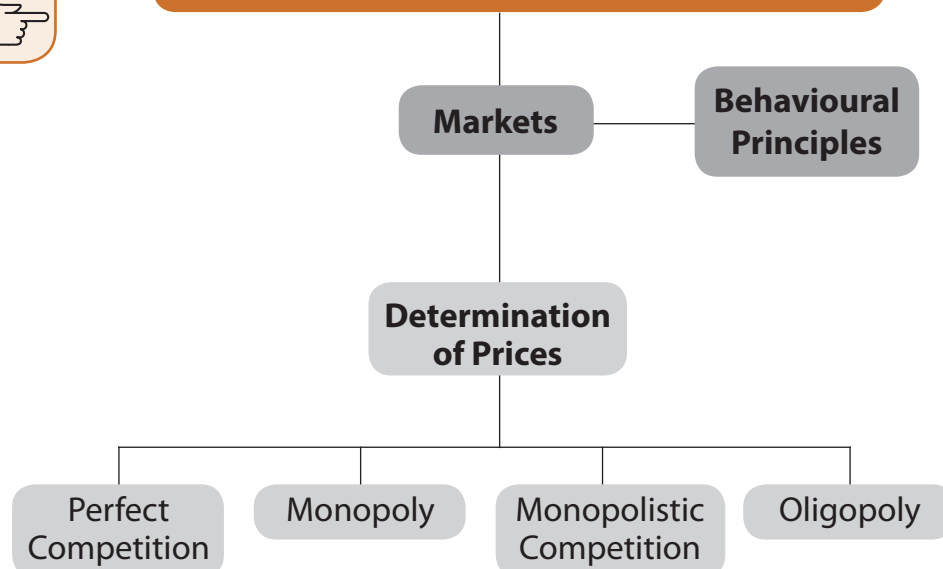 Markets
Behavioural
Principles
Determination
of Prices
Perfect
Competition
Monopoly
Monopolistic
Competition
Oligopoly